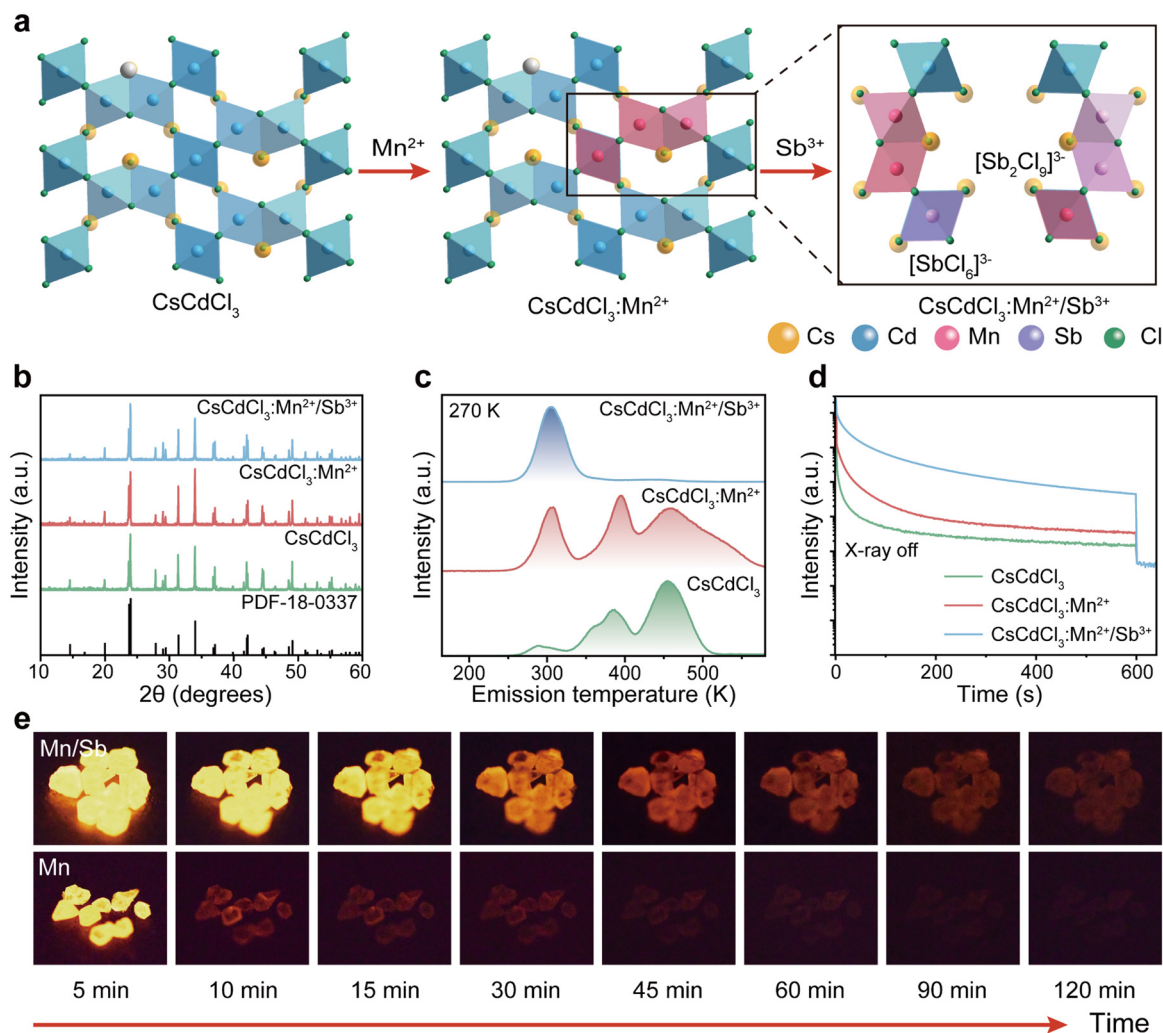 a
Mn²⁺
Sb³⁺
[Sb₂Cl₉]³⁻
[SbCl₆]³⁻
CsCdCl₃
CsCdCl₃:Mn²⁺
CsCdCl₃:Mn²⁺/Sb³⁺
Cs Cd Mn Sb Cl
b
CsCdCl₃:Mn²⁺/Sb³⁺
CsCdCl₃:Mn²⁺
CsCdCl₃
PDF-18-0337
Intensity (a.u.)
10 20 30 40 50 60
2θ (degrees)
c
270 K
CsCdCl₃:Mn²⁺/Sb³⁺
CsCdCl₃:Mn²⁺
CsCdCl₃
Intensity (a.u.)
200 300 400 500
Emission temperature (K)
d
X-ray off
CsCdCl₃
CsCdCl₃:Mn²⁺
CsCdCl₃:Mn²⁺/Sb³⁺
Intensity (a.u.)
0 200 400 600
Time (s)
e
Mn/Sb
Mn
5 min 10 min 15 min 30 min 45 min 60 min 90 min 120 min
Time